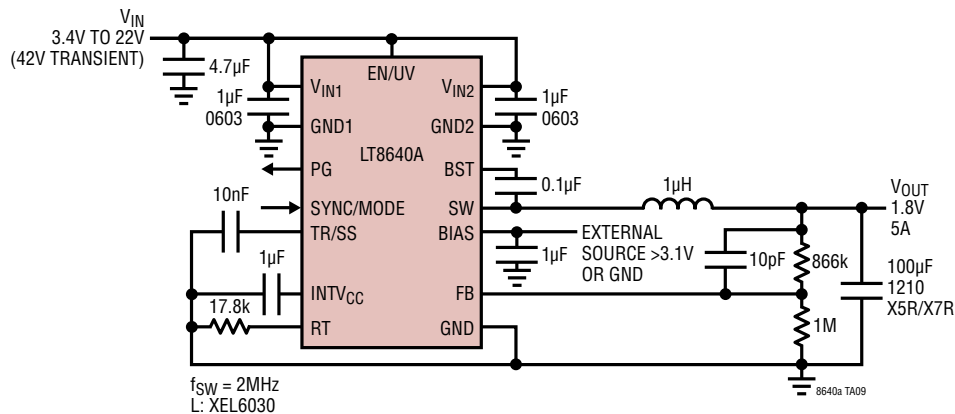 VIN
3.4V TO 22V
(42V TRANSIENT)
4.7µF
1µF
0603
EN/UV
VIN1
VIN2
1µF
0603
GND1
GND2
LT8640A
PG
BST
0.1µF
1µH
VOUT
1.8V
5A
10nF
SYNC/MODE
SW
TR/SS
BIAS
EXTERNAL
SOURCE >3.1V
OR GND
1µF
1µF
10pF
866k
100µF
1210
X5R/X7R
INTVCC
FB
17.8k
RT
GND
1M
fSW = 2MHz
L: XEL6030
8640a TA09